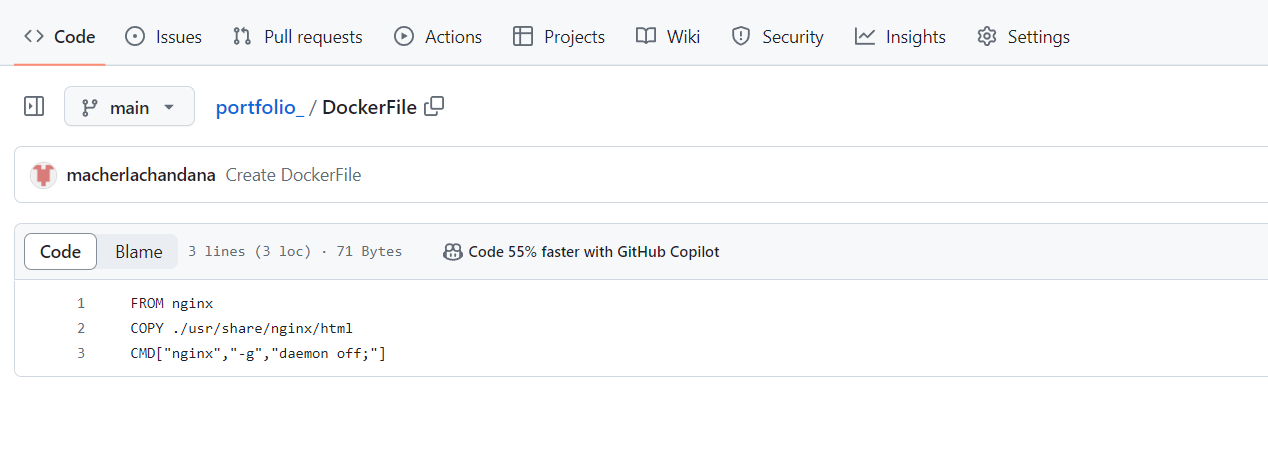 Code Issues Pull requests Actions Projects Wiki Security Insights Settings
main portfolio_ / DockerFile
macherlachandana Create DockerFile
Code Blame 3 lines (3 loc) · 71 Bytes Code 55% faster with GitHub Copilot
1 FROM nginx
2 COPY ./usr/share/nginx/html
3 CMD["nginx","-g","daemon off;"]